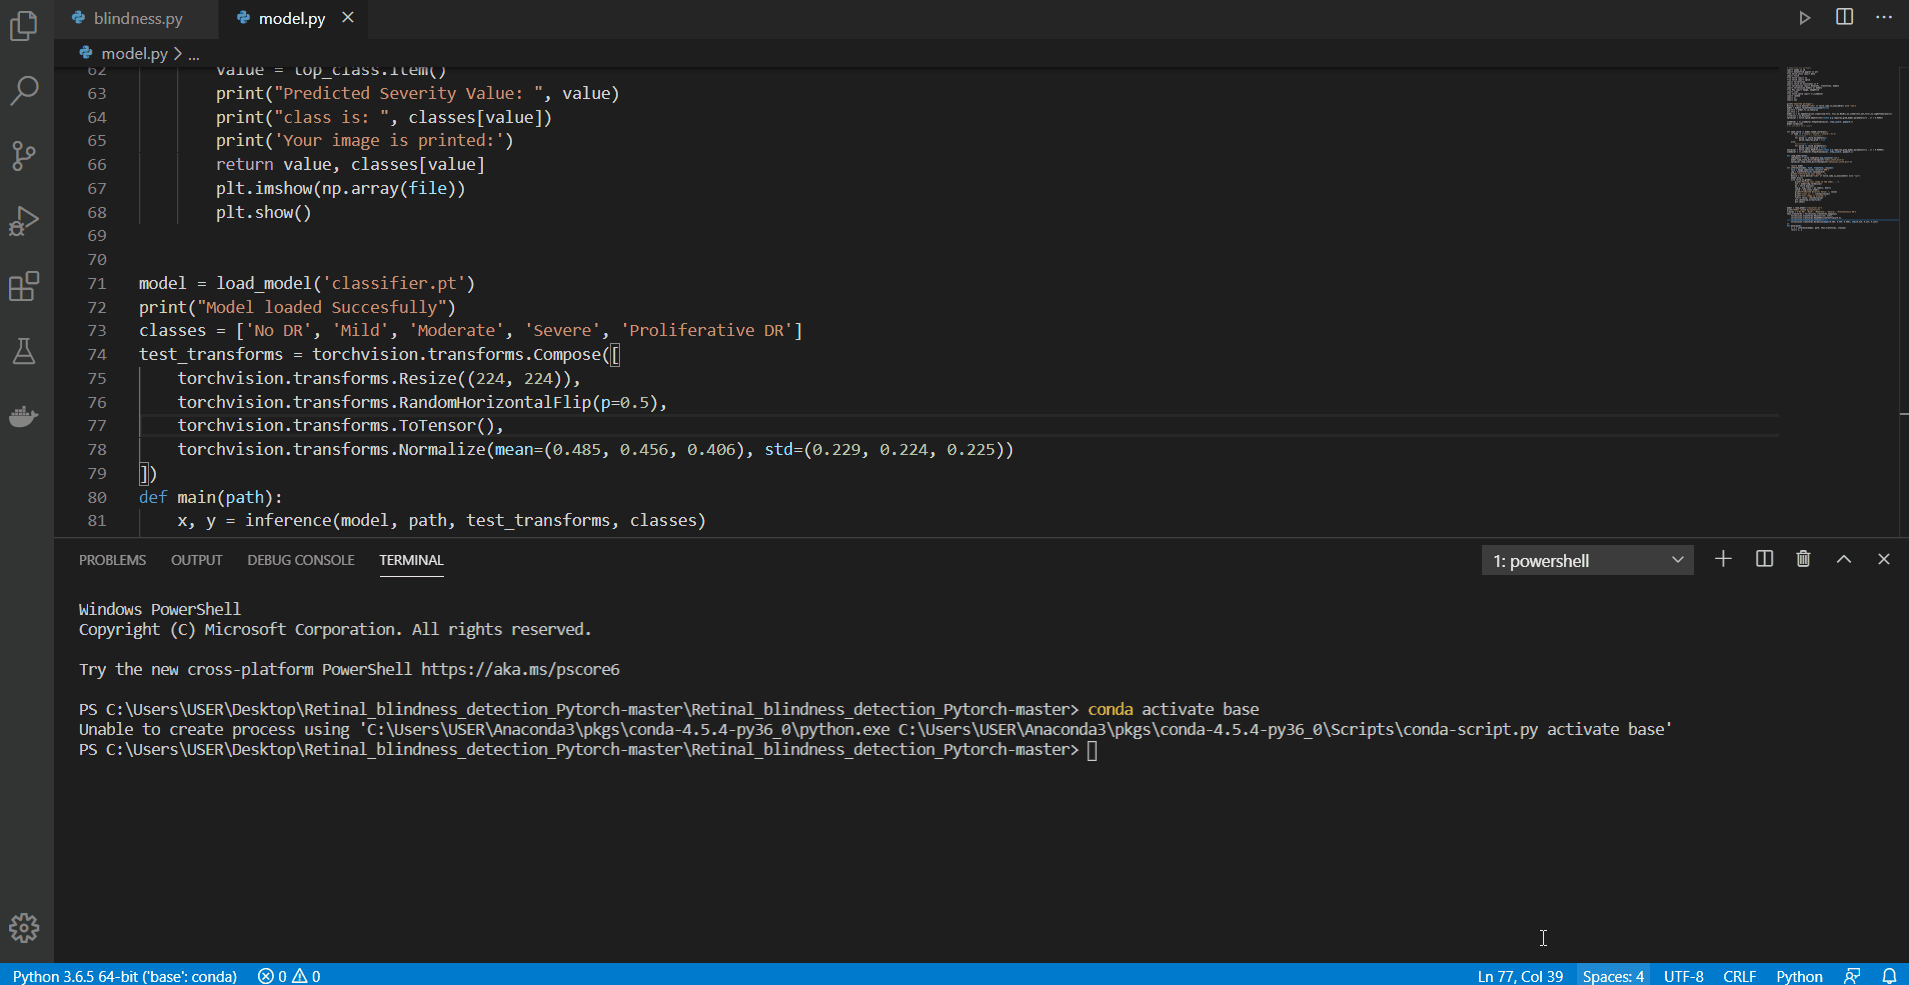 blindness.py
model.py
model.py > ...
62 value = top_class.item()
63 print("Predicted Severity Value: ", value)
64 print("class is: ", classes[value])
65 print('Your image is printed:')
66 return value, classes[value]
67 plt.imshow(np.array(file))
68 plt.show()
69
70
71 model = load_model('classifier.pt')
72 print("Model loaded Succesfully")
73 classes = ['No DR', 'Mild', 'Moderate', 'Severe', 'Proliferative DR']
74 test_transforms = torchvision.transforms.Compose([
75 torchvision.transforms.Resize((224, 224)),
76 torchvision.transforms.RandomHorizontalFlip(p=0.5),
77 torchvision.transforms.ToTensor(),
78 torchvision.transforms.Normalize(mean=(0.485, 0.456, 0.406), std=(0.229, 0.224, 0.225))
79 ])
80 def main(path):
81 x, y = inference(model, path, test_transforms, classes)
PROBLEMS OUTPUT DEBUG CONSOLE TERMINAL 1: powershell
Windows PowerShell
Copyright (C) Microsoft Corporation. All rights reserved.
Try the new cross-platform PowerShell https://aka.ms/pscore6
PS C:\Users\USER\Desktop\Retinal_blindness_detection_Pytorch-master\Retinal_blindness_detection_Pytorch-master> conda activate base
Unable to create process using 'C:\Users\USER\Anaconda3\pkgs\conda-4.5.4-py36_0\python.exe C:\Users\USER\Anaconda3\pkgs\conda-4.5.4-py36_0\Scripts\conda-script.py activate base'
PS C:\Users\USER\Desktop\Retinal_blindness_detection_Pytorch-master\Retinal_blindness_detection_Pytorch-master>
Python 3.6.5 64-bit ('base': conda) 0 0 Ln 77, Col 39 Spaces: 4 UTF-8 CRLF Python